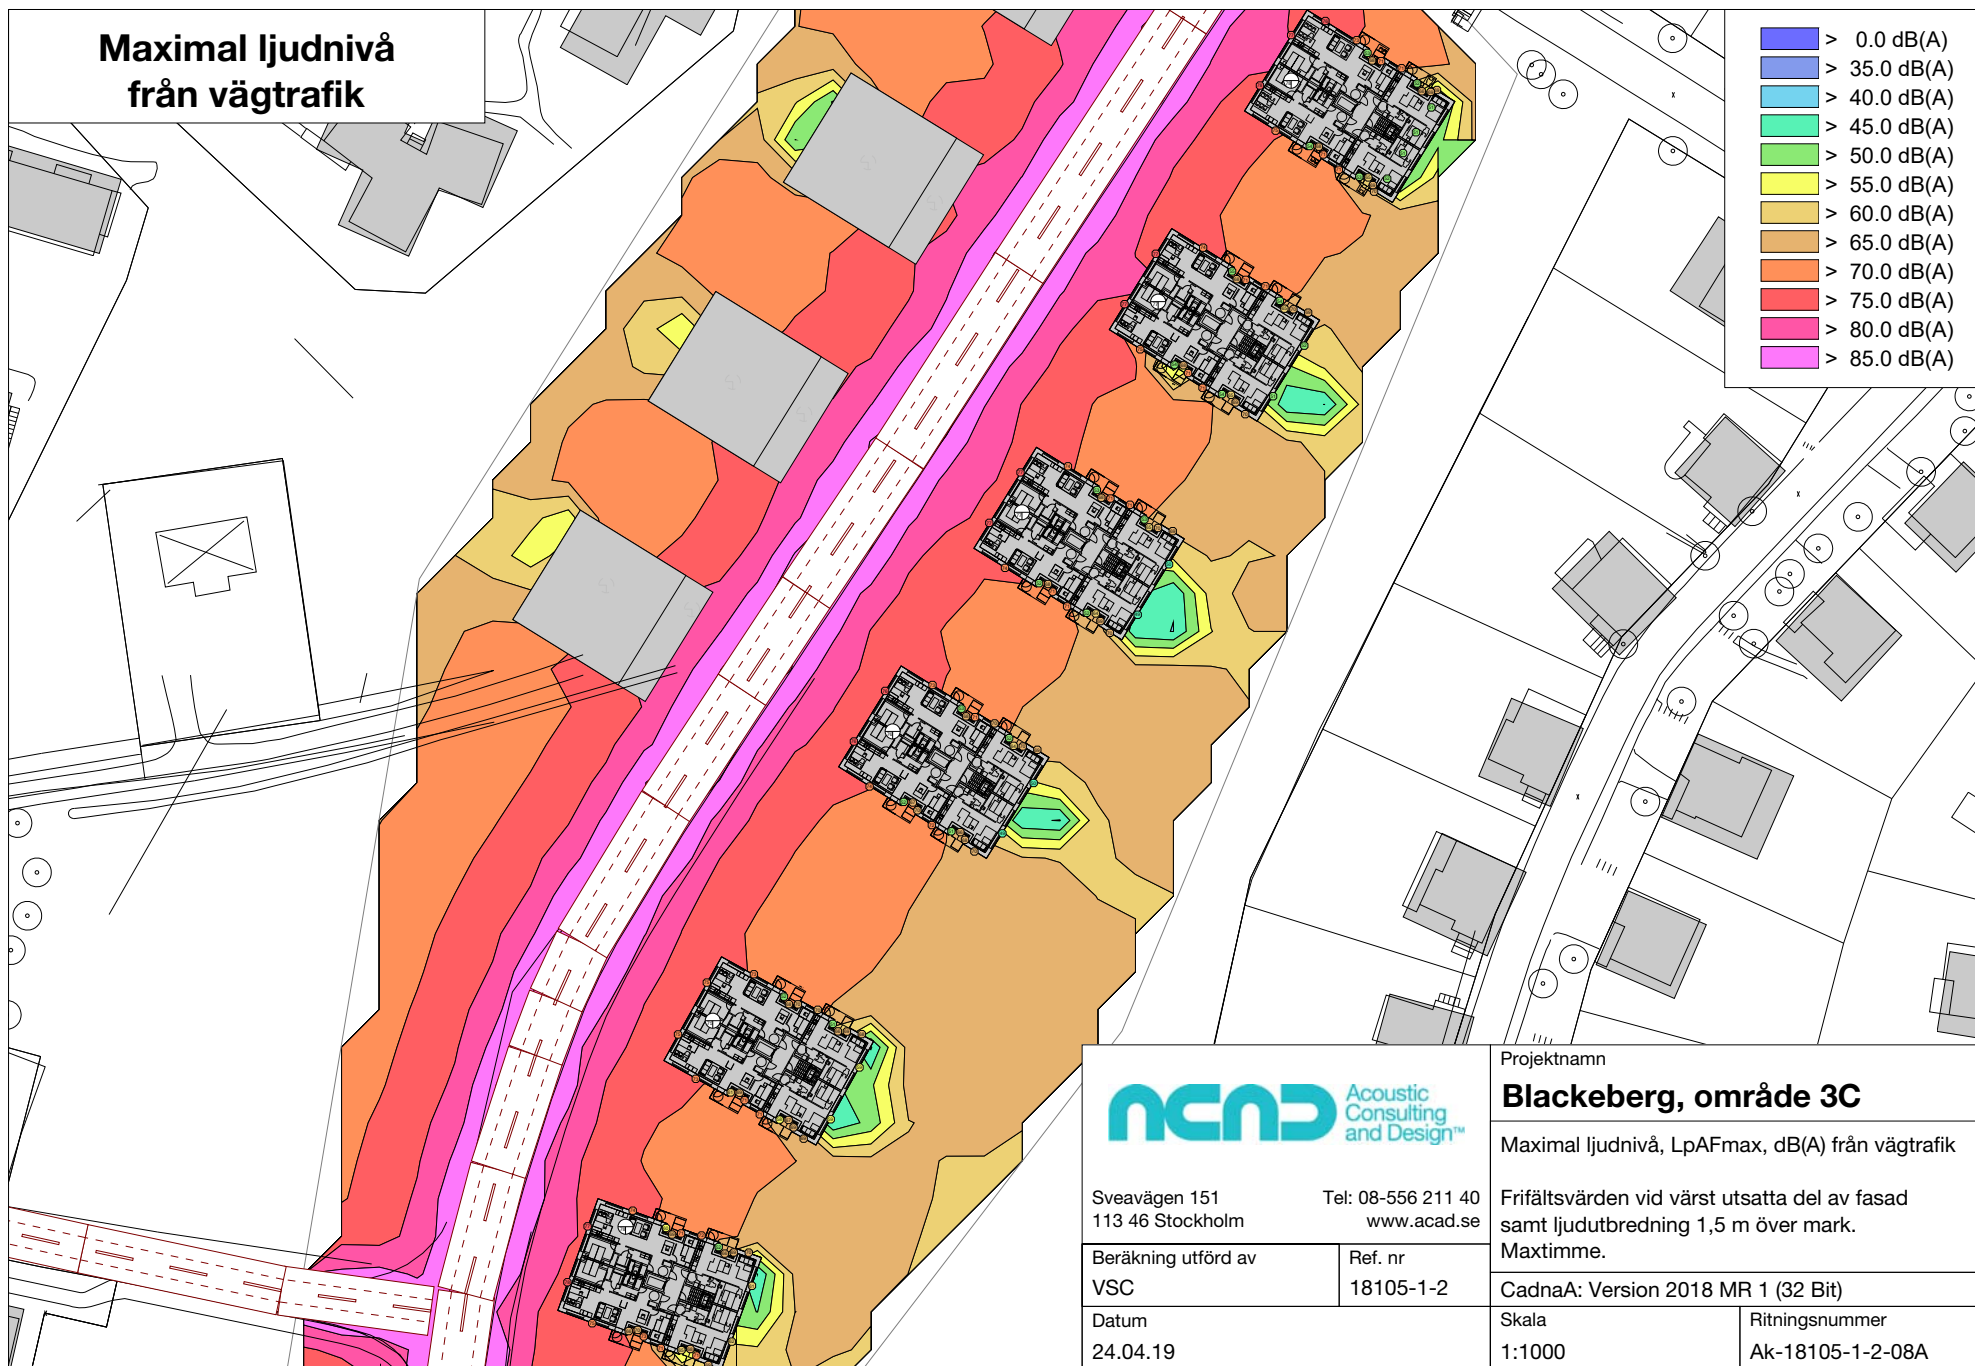 Maximal ljudnivå
från vägtrafik
> 0.0 dB(A)
> 35.0 dB(A)
> 40.0 dB(A)
> 45.0 dB(A)
> 50.0 dB(A)
> 55.0 dB(A)
> 60.0 dB(A)
> 65.0 dB(A)
> 70.0 dB(A)
> 75.0 dB(A)
> 80.0 dB(A)
> 85.0 dB(A)
ACAD
Acoustic
Consulting
and Design™
Sveavägen 151
113 46 Stockholm
Tel: 08-556 211 40
www.acad.se
Beräkning utförd av
VSC
Ref. nr
18105-1-2
Datum
24.04.19
Projektnamn
Blackeberg, område 3C
Maximal ljudnivå, LpAFmax, dB(A) från vägtrafik
Frifältsvärden vid värst utsatta del av fasad
samt ljudutbredning 1,5 m över mark.
Maxtimme.
CadnaA: Version 2018 MR 1 (32 Bit)
Skala
1:1000
Ritningsnummer
Ak-18105-1-2-08A